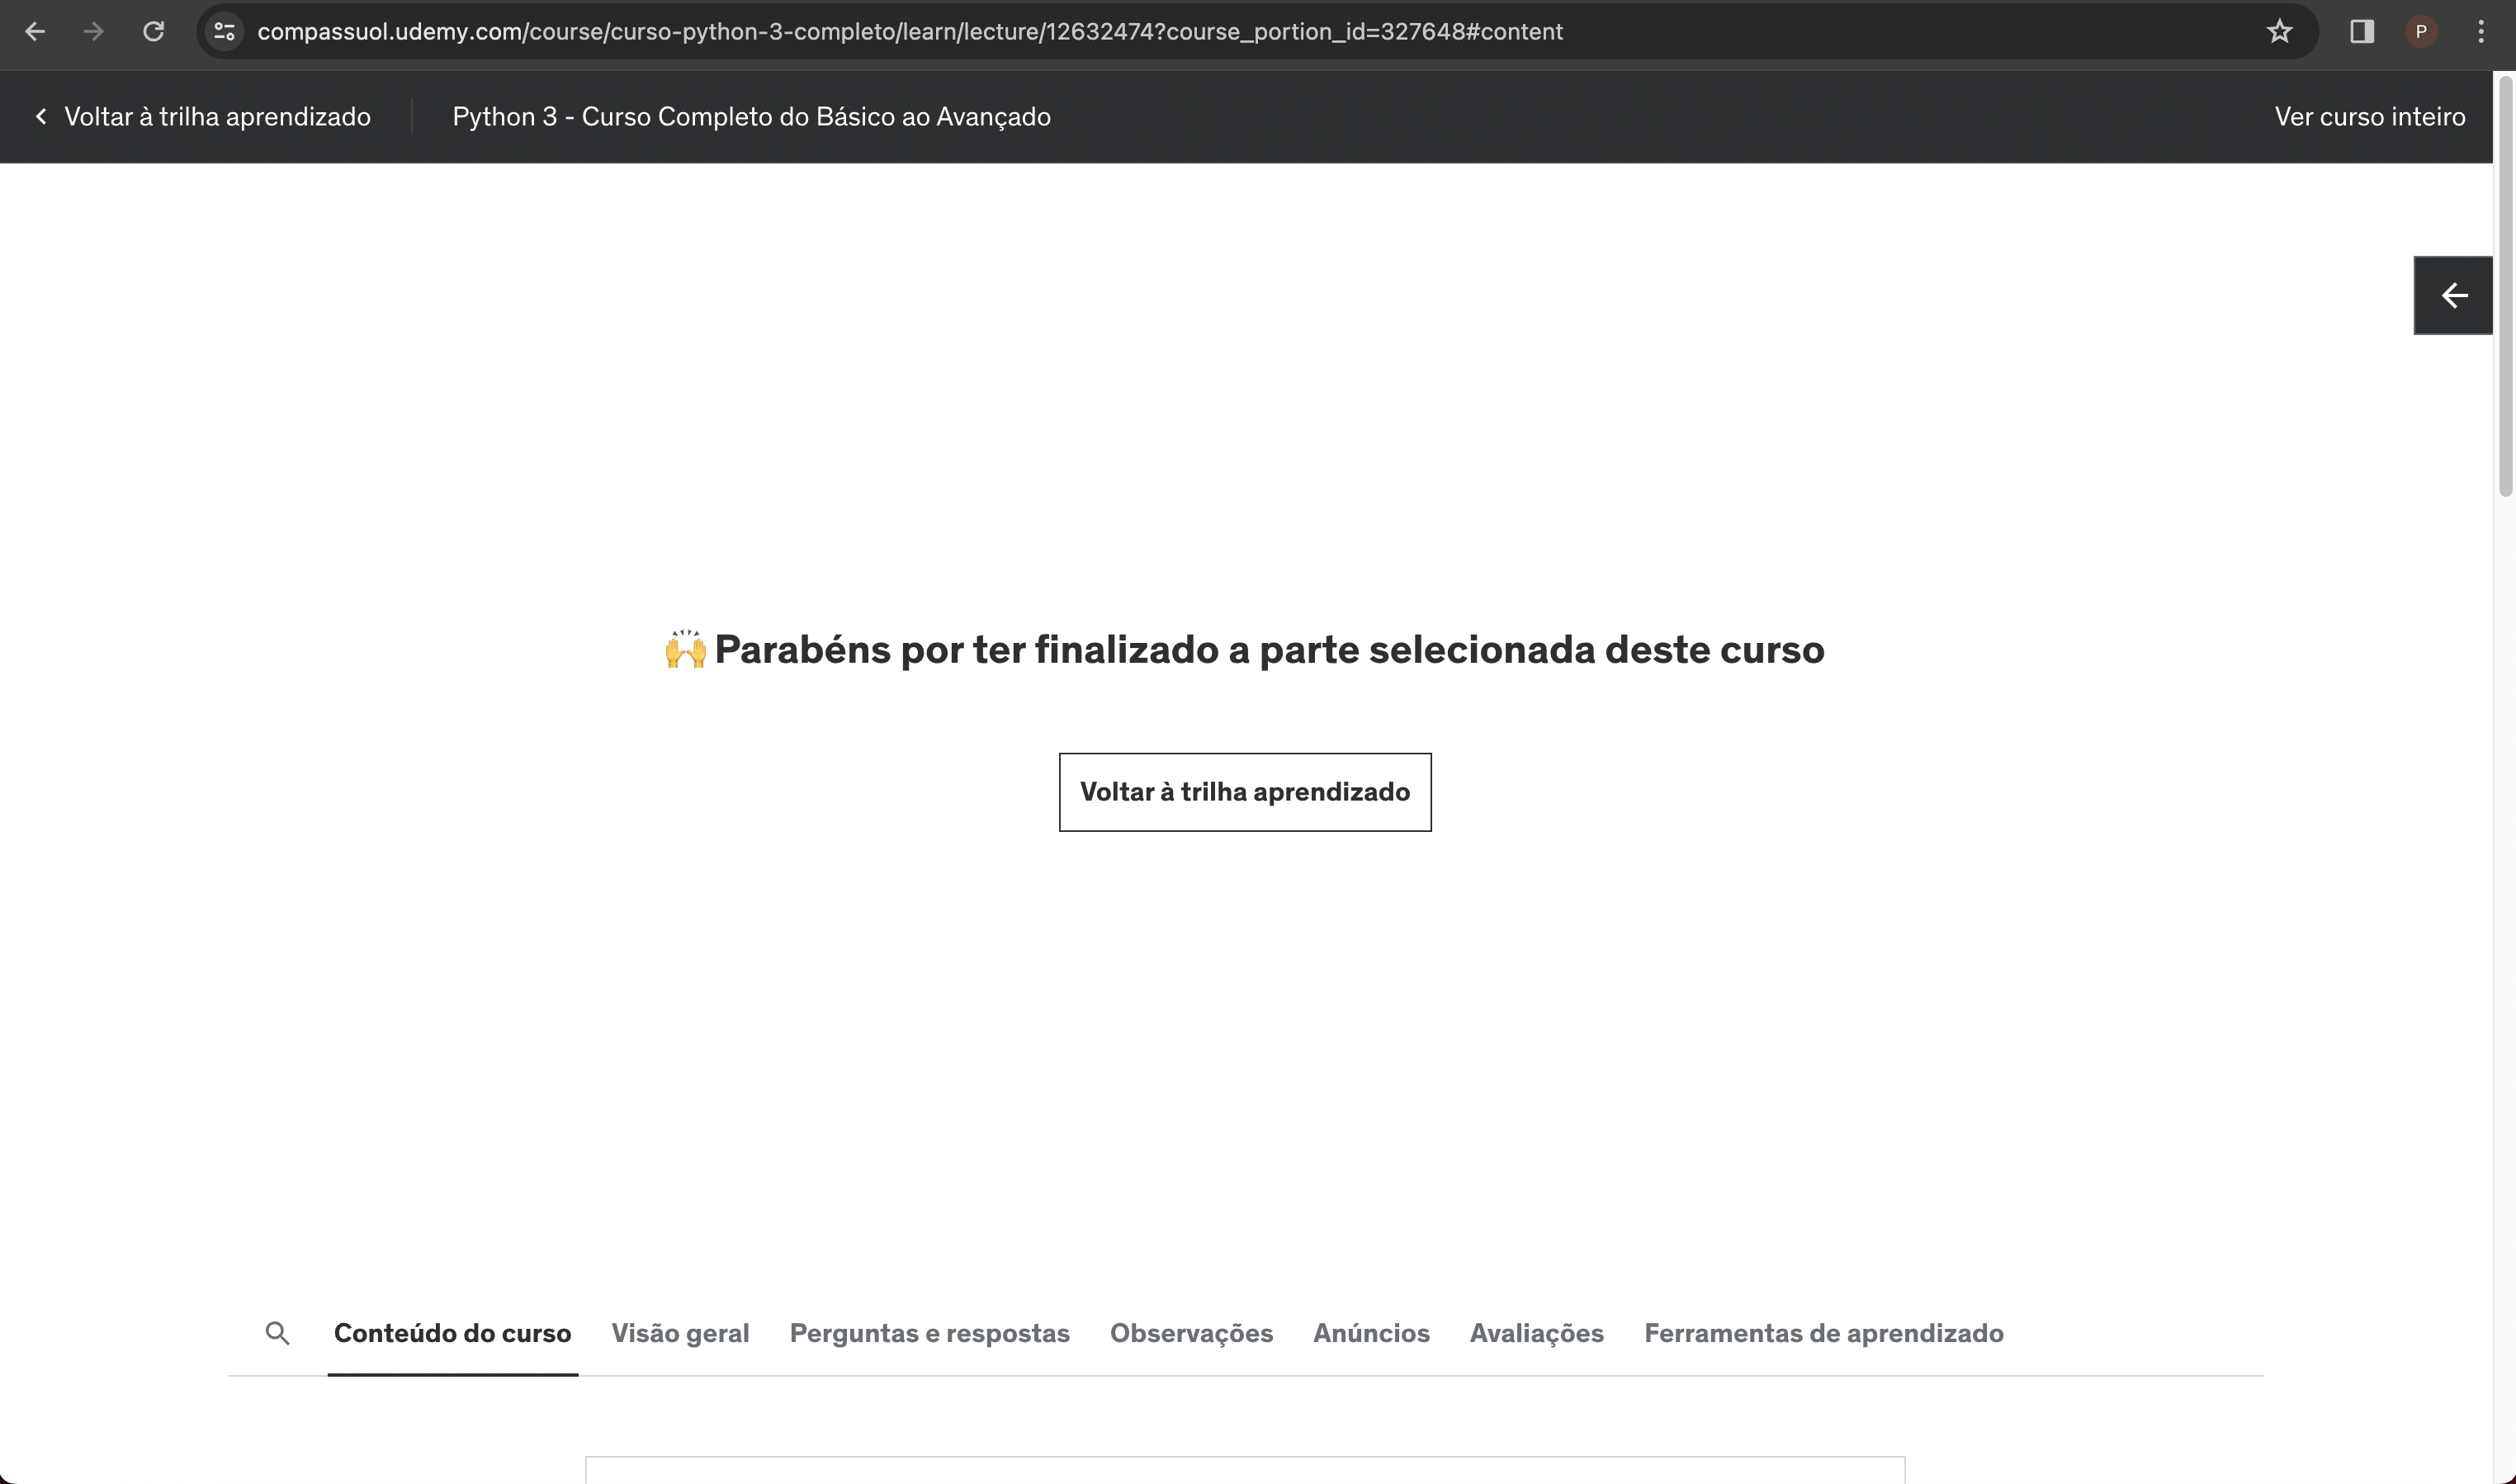 compassuol.udemy.com/course/curso-python-3-completo/learn/lecture/12632474?course_portion_id=327648#content
P
Voltar à trilha aprendizado
Python 3 - Curso Completo do Básico ao Avançado
Ver curso inteiro
🙌 Parabéns por ter finalizado a parte selecionada deste curso
Voltar à trilha aprendizado
Conteúdo do curso
Visão geral
Perguntas e respostas
Observações
Anúncios
Avaliações
Ferramentas de aprendizado